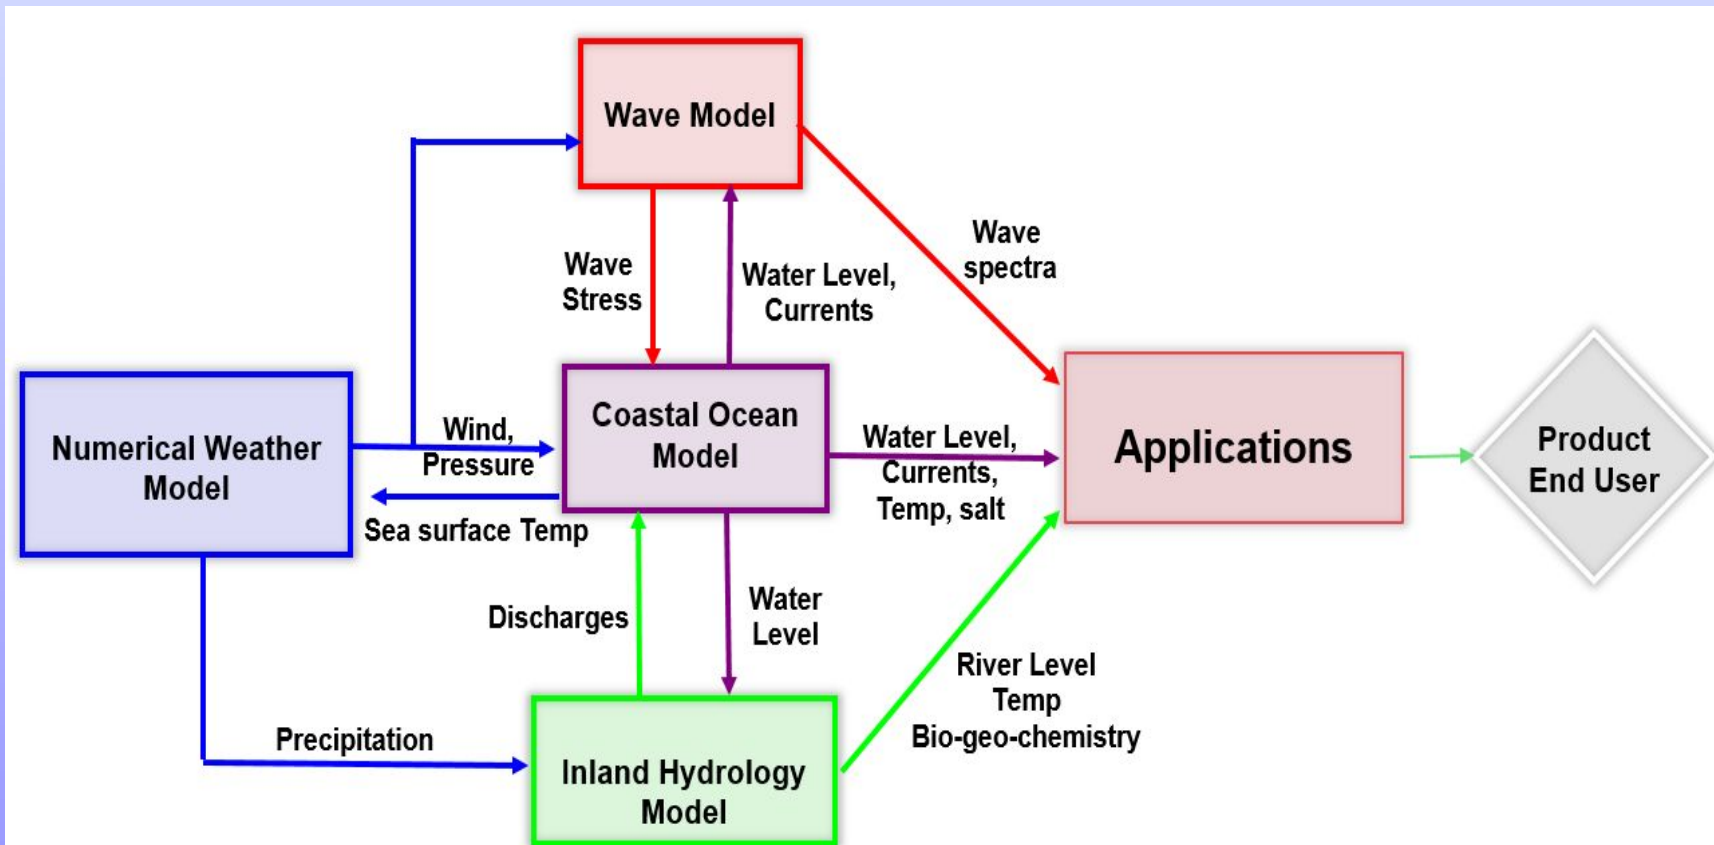 Wave Model
Wave
spectra
Wave
Stress
Water Level,
Currents
Numerical Weather
Model
Wind,
Pressure
Sea surface Temp
Coastal Ocean
Model
Water Level,
Currents,
Temp, salt
Applications
Product
End User
Discharges
Water
Level
River Level
Temp
Bio-geo-chemistry
Precipitation
Inland Hydrology
Model